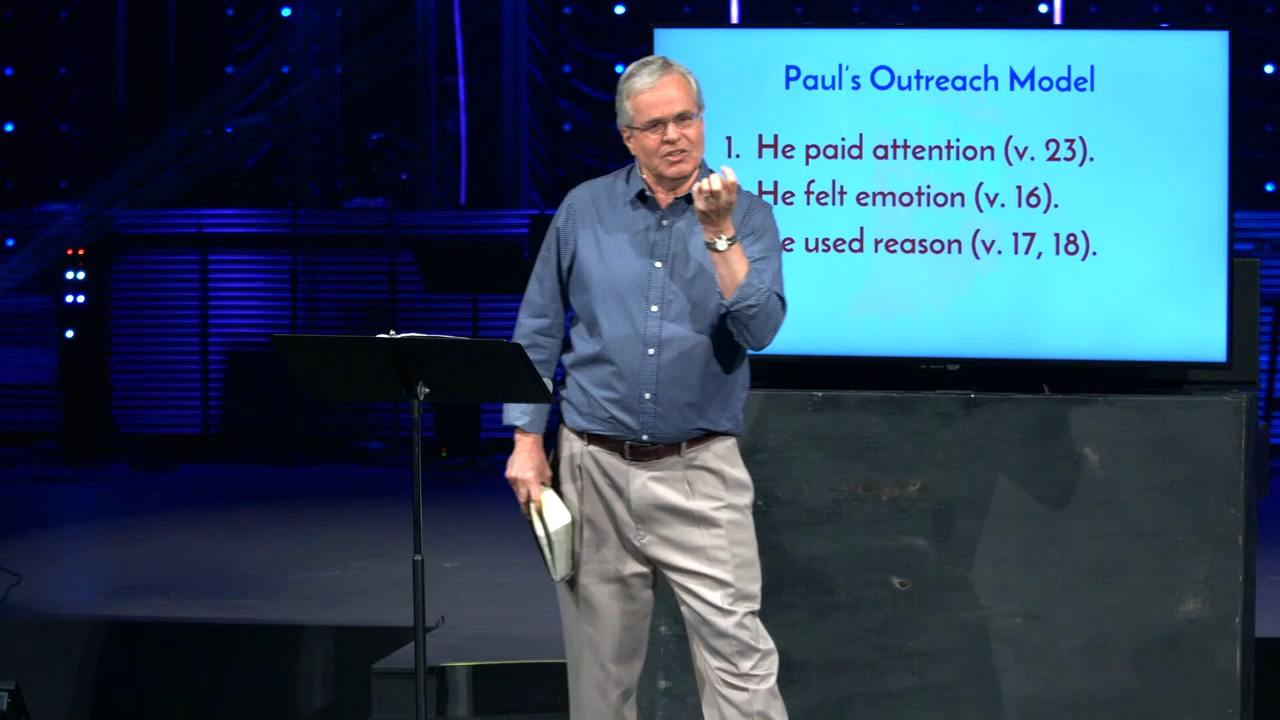 Paul's Outreach Model
1. He paid attention (v. 23).
He felt emotion (v. 16).
e used reason (v. 17, 18).